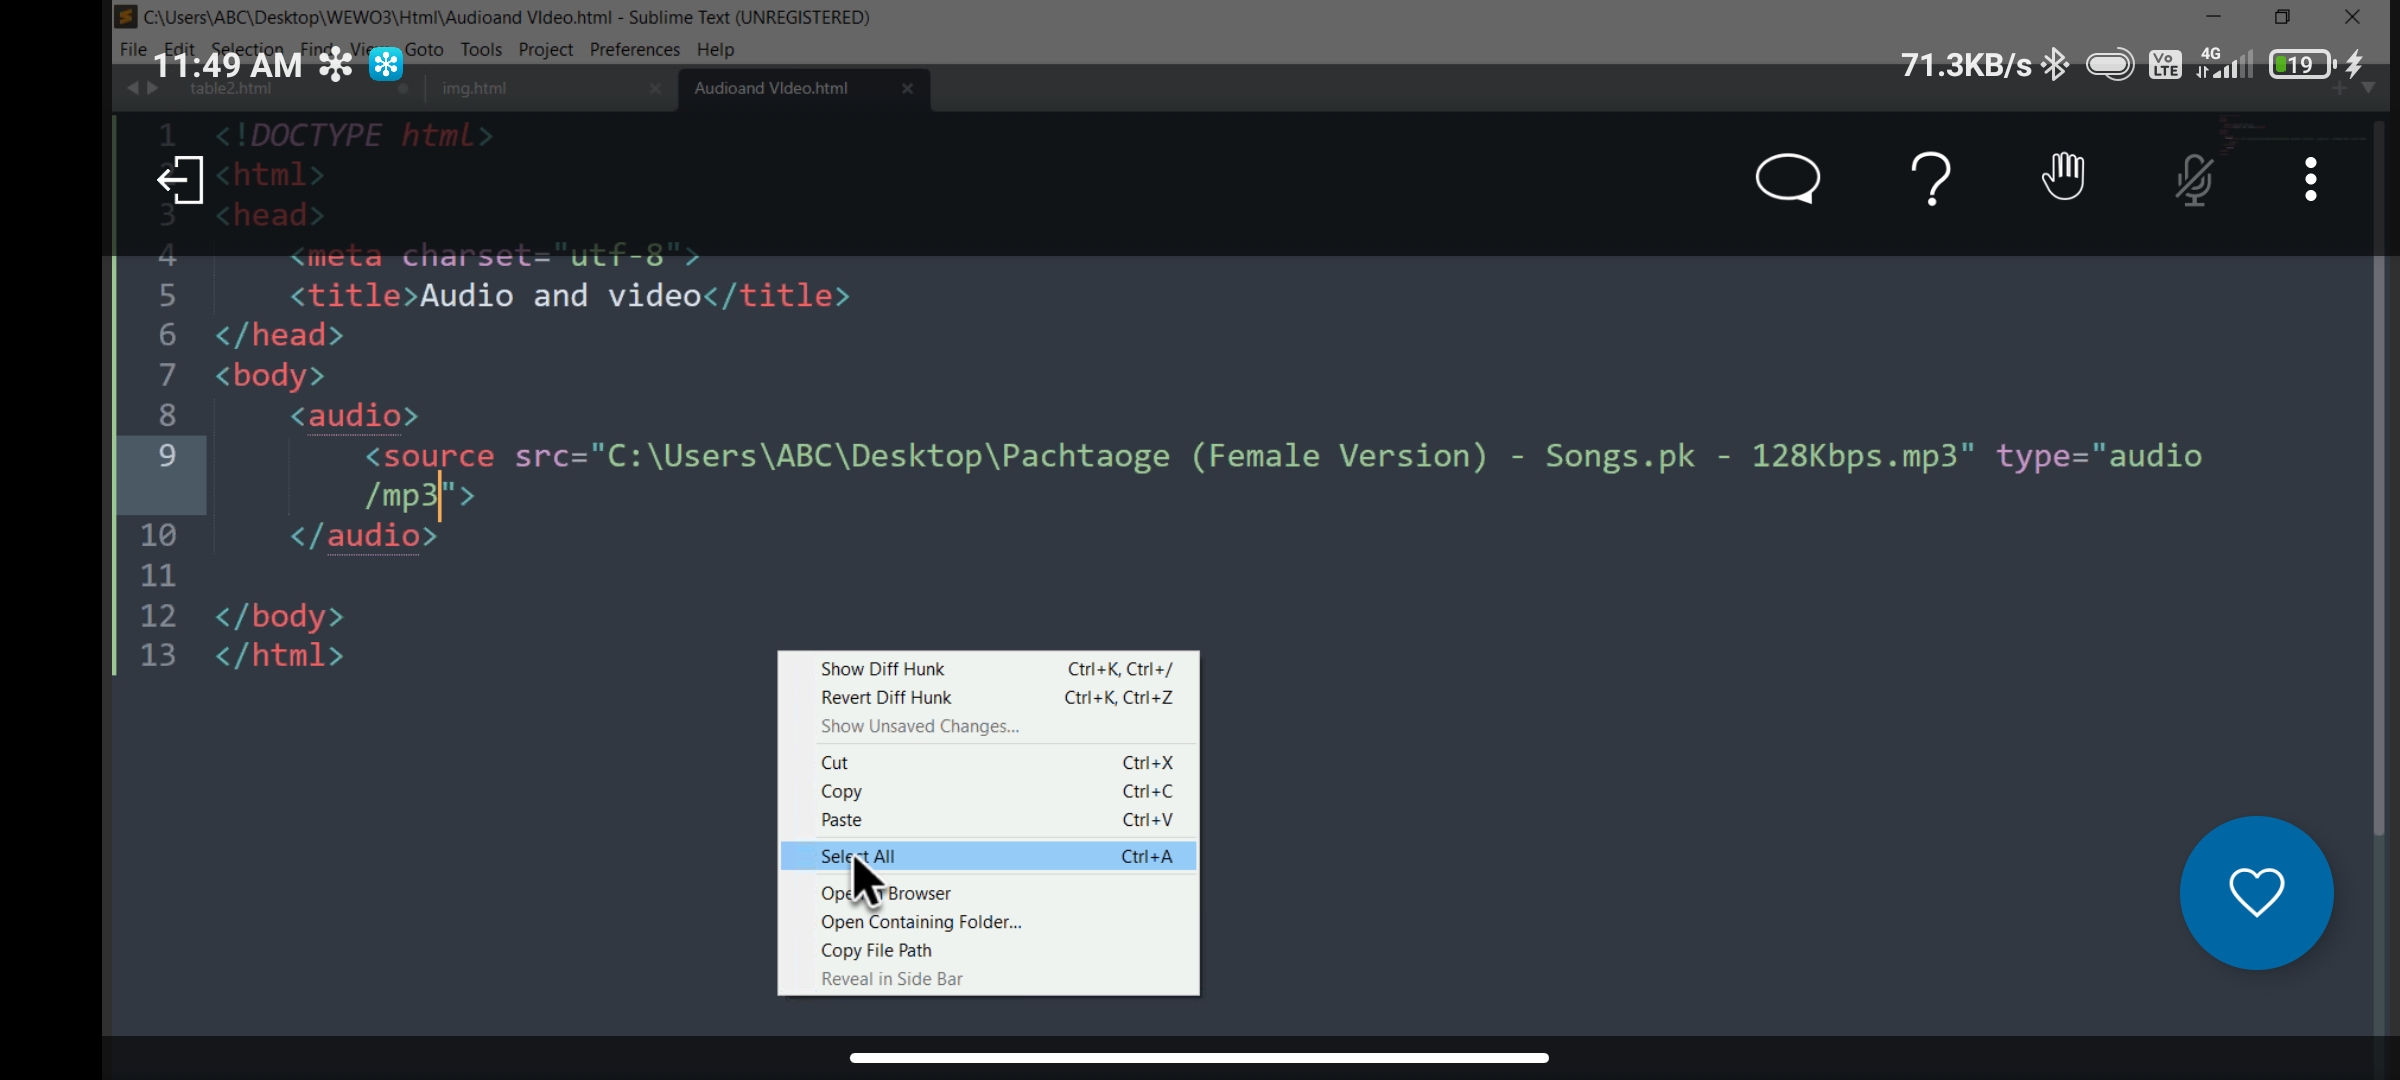 C:\Users\ABC\Desktop\WEWO3\Html\Audioand VIdeo.html - Sublime Text (UNREGISTERED)
File Edit Selection Find View Goto Tools Project Preferences Help
11:49 AM
71.3KB/s
Vo LTE
4G
19
table2.html
img.html
Audioand VIdeo.html
1 <!DOCTYPE html>
2 <html>
3 <head>
4 <meta charset="utf-8">
5 <title>Audio and video</title>
6 </head>
7 <body>
8 <audio>
9 <source src="C:\Users\ABC\Desktop\Pachtaoge (Female Version) - Songs.pk - 128Kbps.mp3" type="audio
/mp3">
10 </audio>
11
12 </body>
13 </html>
Show Diff Hunk Ctrl+K, Ctrl+/
Revert Diff Hunk Ctrl+K, Ctrl+Z
Show Unsaved Changes...
Cut Ctrl+X
Copy Ctrl+C
Paste Ctrl+V
Select All Ctrl+A
Open in Browser
Open Containing Folder...
Copy File Path
Reveal in Side Bar